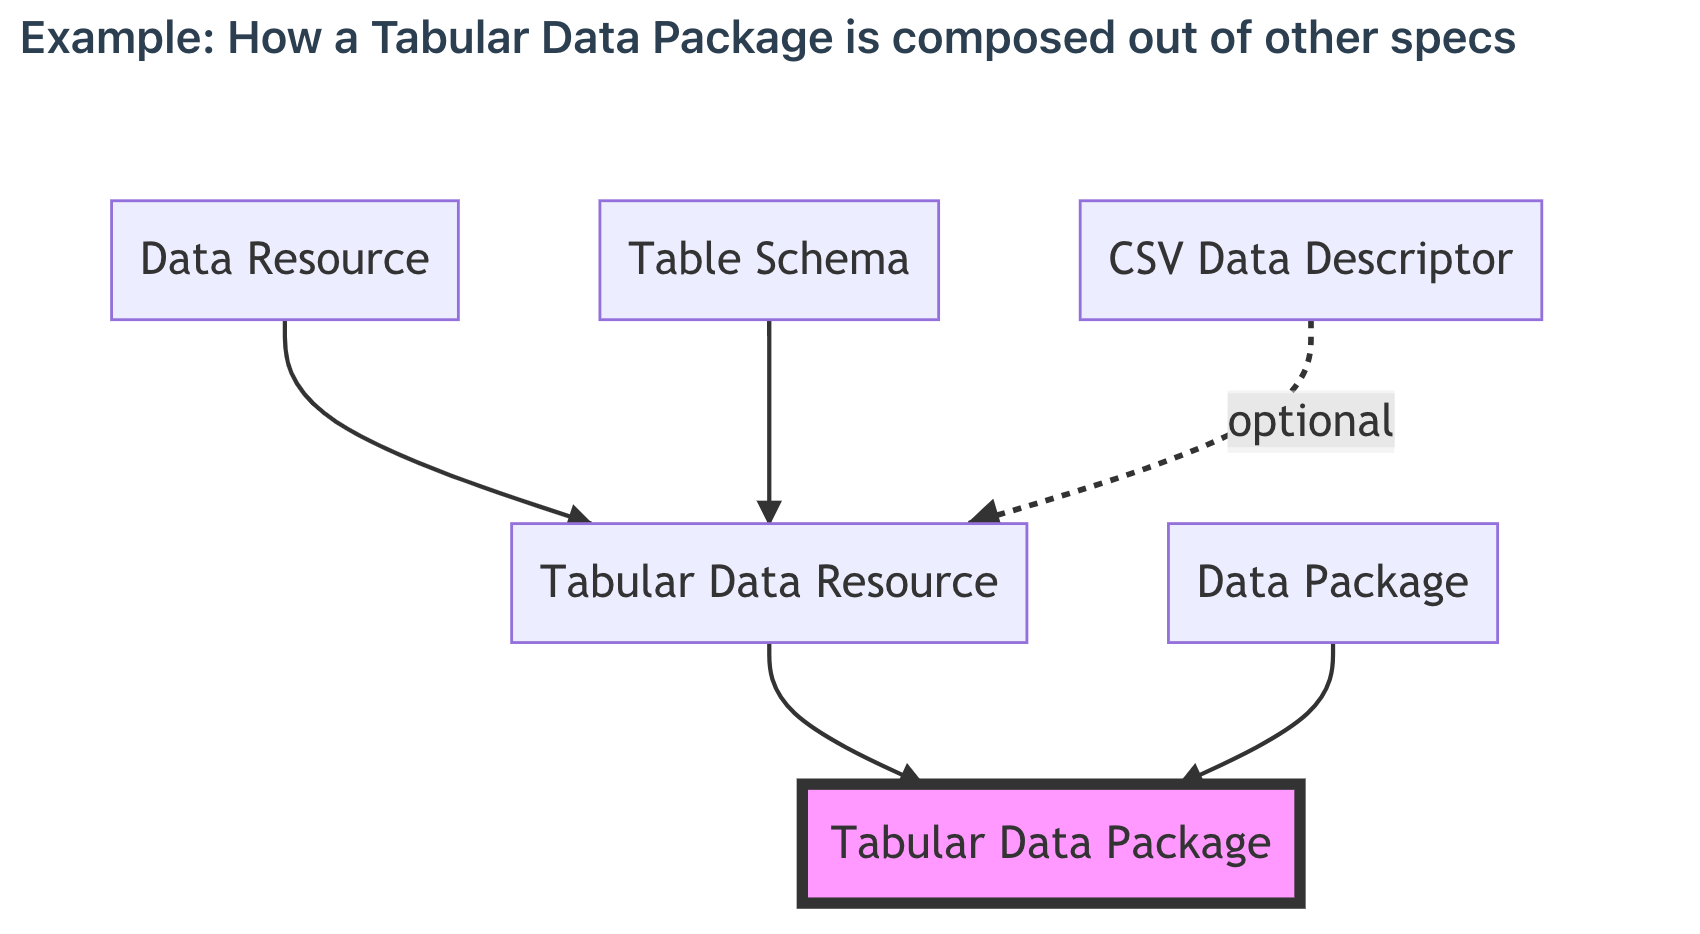 Example: How a Tabular Data Package is composed out of other specs
Data Resource
Table Schema
CSV Data Descriptor
optional
Tabular Data Resource
Data Package
Tabular Data Package